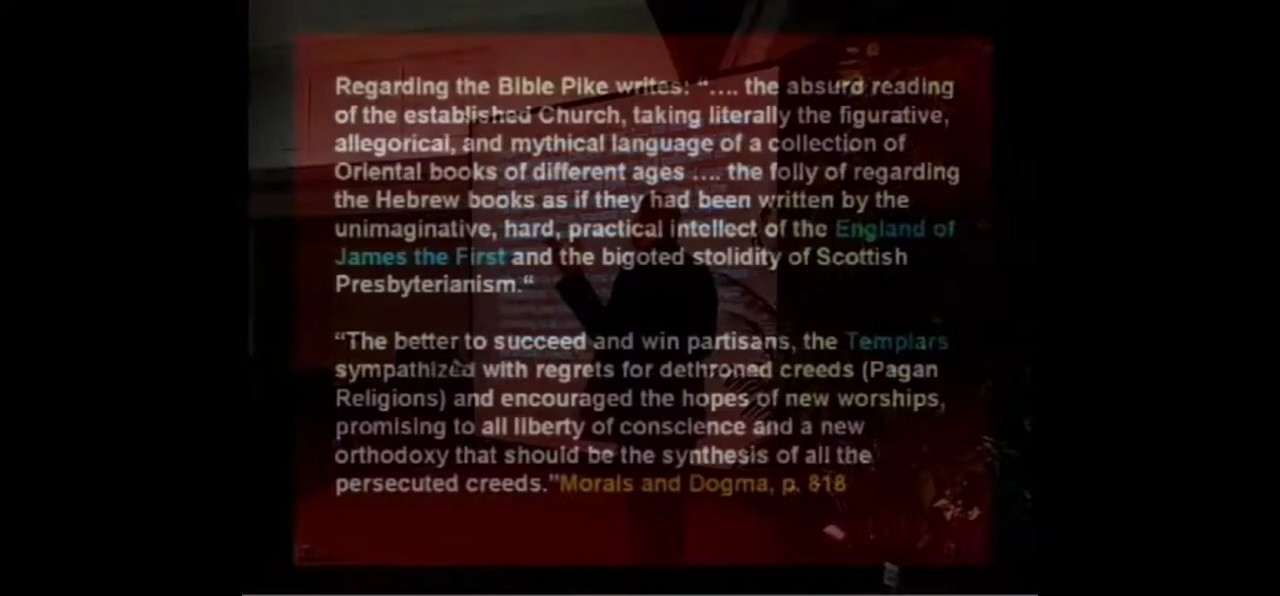 Regarding the Bible Pike writes: “…. the absurd reading
of the established Church, taking literally the figurative,
allegorical, and mythical language of a collection of
Oriental books of different ages .... the folly of regarding
the Hebrew books as if they had been written by the
unimaginative, hard, practical intellect of the England of
James the First and the bigoted stolidity of Scottish
Presbyterianism.“
“The better to succeed and win partisans, the Templars
sympathized with regrets for dethroned creeds (Pagan
Religions) and encouraged the hopes of new worships,
promising to all liberty of conscience and a new
orthodoxy that should be the synthesis of all the
persecuted creeds.”Morals and Dogma, p. 818